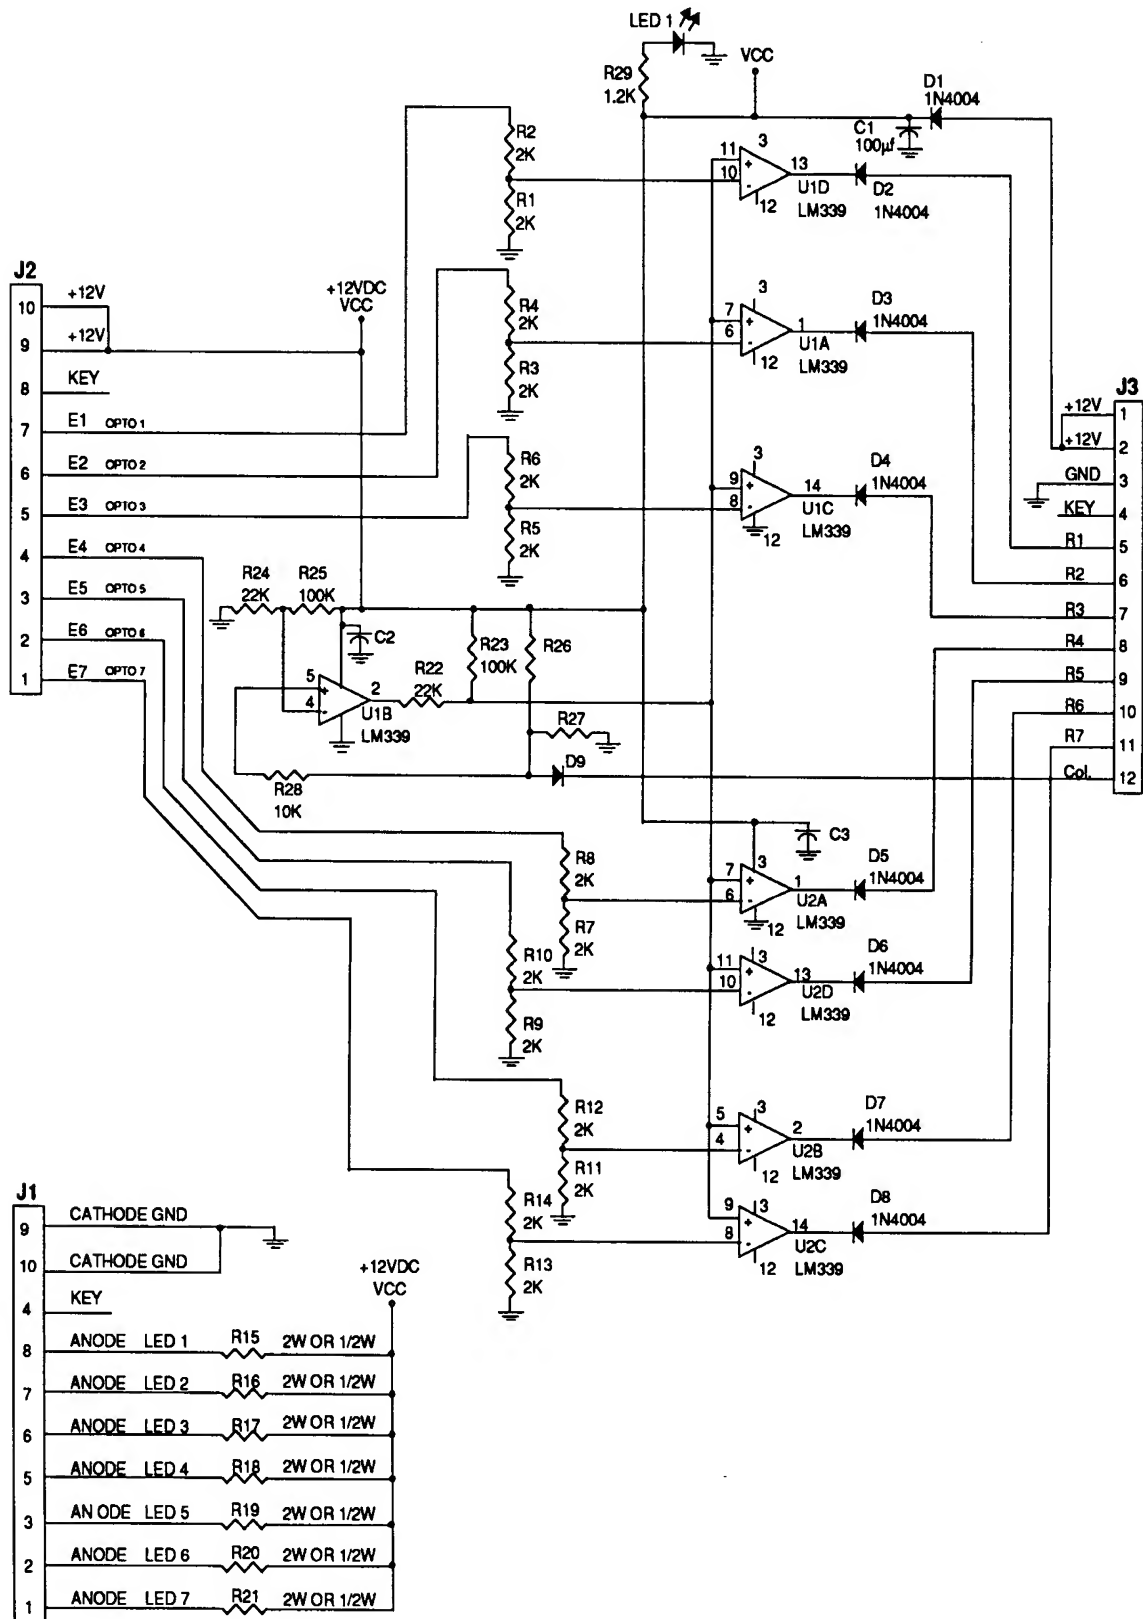 LED 1
VCC
R29
1.2K
D1
1N4004
C1
100µf
R2
2K
R1
2K
11
10
3
13
12
U1D
LM339
D2
1N4004
J2
10 +12V
9 +12V
8 KEY
7 E1 OPTO 1
6 E2 OPTO 2
5 E3 OPTO 3
4 E4 OPTO 4
3 E5 OPTO 5
2 E6 OPTO 6
1 E7 OPTO 7
+12VDC
VCC
R4
2K
R3
2K
7
6
3
1
12
U1A
LM339
D3
1N4004
J3
+12V 1
+12V 2
GND 3
KEY 4
R1 5
R2 6
R3 7
R4 8
R5 9
R6 10
R7 11
Col. 12
R6
2K
R5
2K
9
8
3
14
12
U1C
LM339
D4
1N4004
R24
22K
R25
100K
C2
R23
100K
R26
5
4
2
U1B
LM339
R22
22K
R27
D9
R28
10K
C3
R8
2K
R7
2K
7
6
3
1
12
U2A
LM339
D5
1N4004
R10
2K
R9
2K
11
10
3
13
12
U2D
LM339
D6
1N4004
R12
2K
R11
2K
5
4
3
2
12
U2B
LM339
D7
1N4004
R14
2K
R13
2K
9
8
3
14
12
U2C
LM339
D8
1N4004
J1
9 CATHODE GND
10 CATHODE GND
4 KEY
+12VDC
VCC
8 ANODE LED 1 R15 2W OR 1/2W
7 ANODE LED 2 R16 2W OR 1/2W
6 ANODE LED 3 R17 2W OR 1/2W
5 ANODE LED 4 R18 2W OR 1/2W
3 AN ODE LED 5 R19 2W OR 1/2W
2 ANODE LED 6 R20 2W OR 1/2W
1 ANODE LED 7 R21 2W OR 1/2W